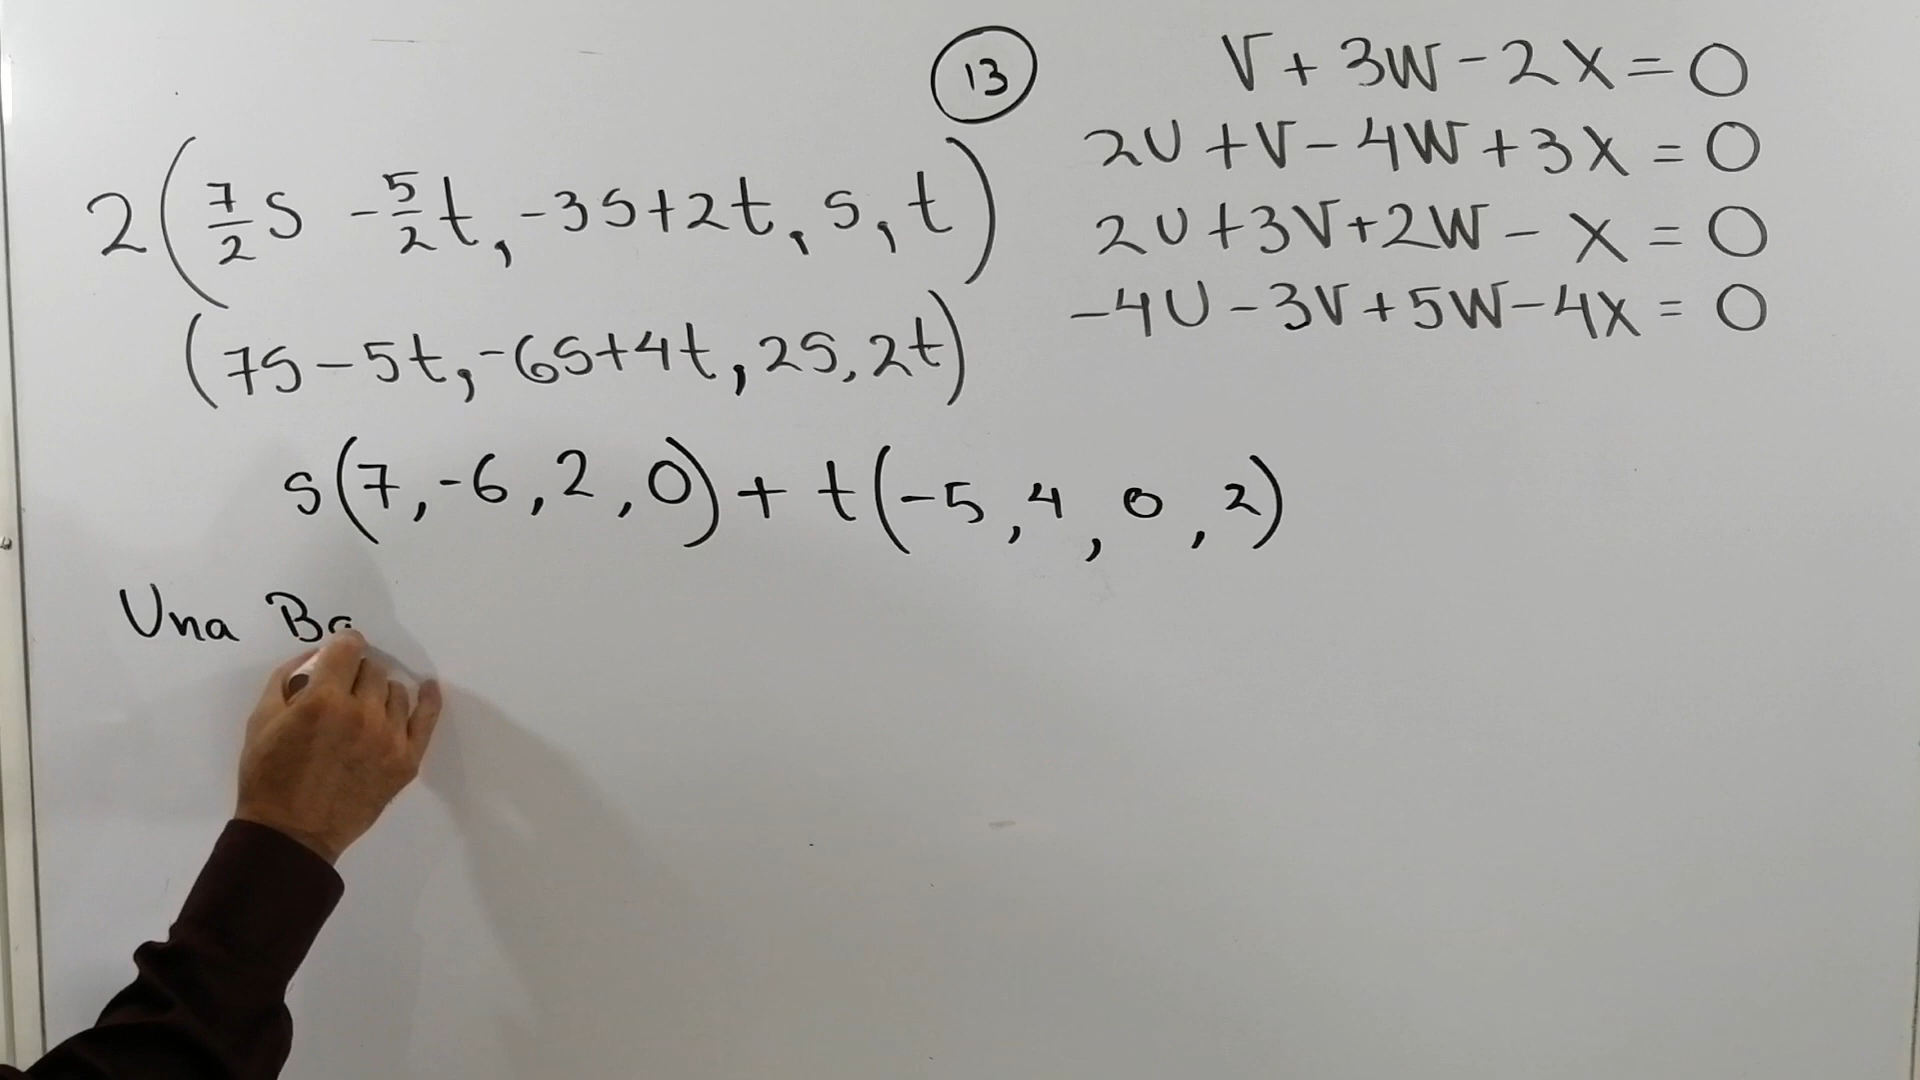 13
V + 3W - 2X = 0
2U + V - 4W + 3X = 0
2U + 3V + 2W - X = 0
-4U - 3V + 5W - 4X = 0
2(7/2 S - 5/2 t, -3S + 2t, S, t)
(7S - 5t, -6S + 4t, 2S, 2t)
S(7, -6, 2, 0) + t(-5, 4, 0, 2)
Una Ba